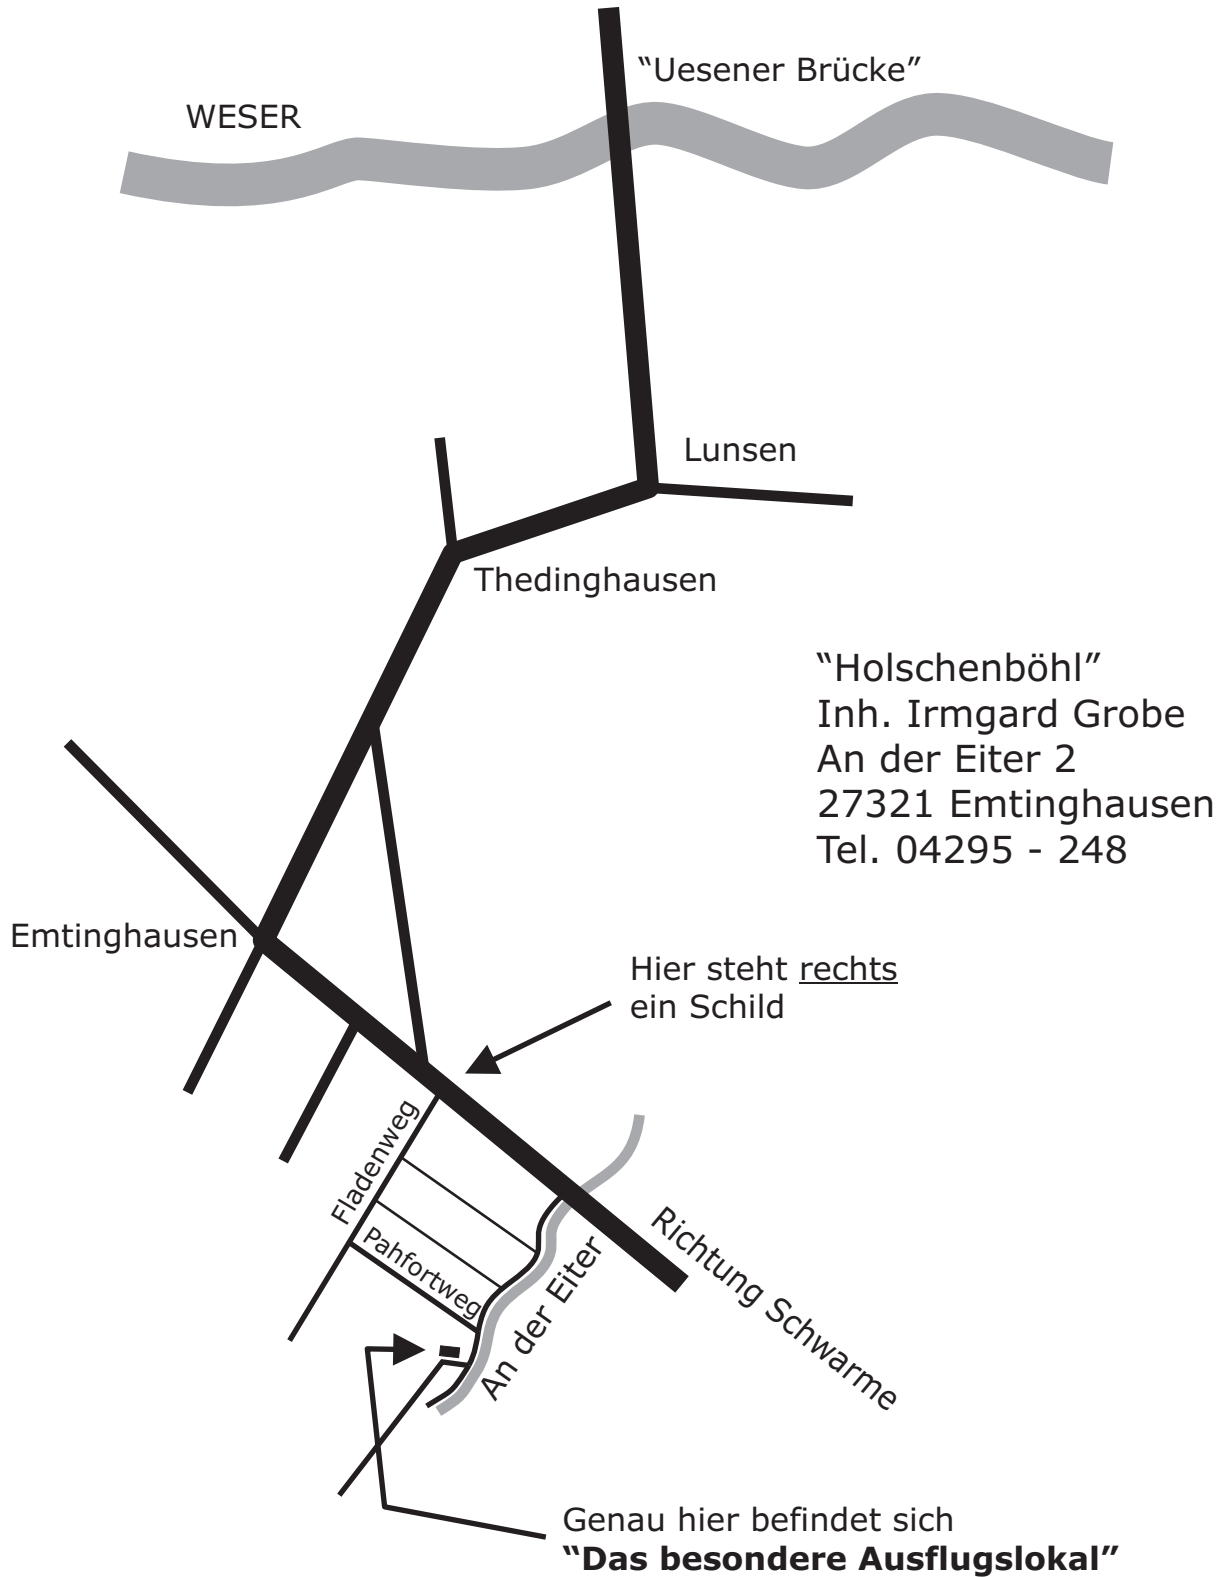 “Uesener Brücke”
WESER
Lunsen
Thedinghausen
“Holschenböhl”
Inh. Irmgard Grobe
An der Eiter 2
27321 Emtinghausen
Tel. 04295 - 248
Emtinghausen
Hier steht rechts
ein Schild
Fladenweg
Pahfortweg
An der Eiter
Richtung Schwarme
Genau hier befindet sich
“Das besondere Ausflugslokal”